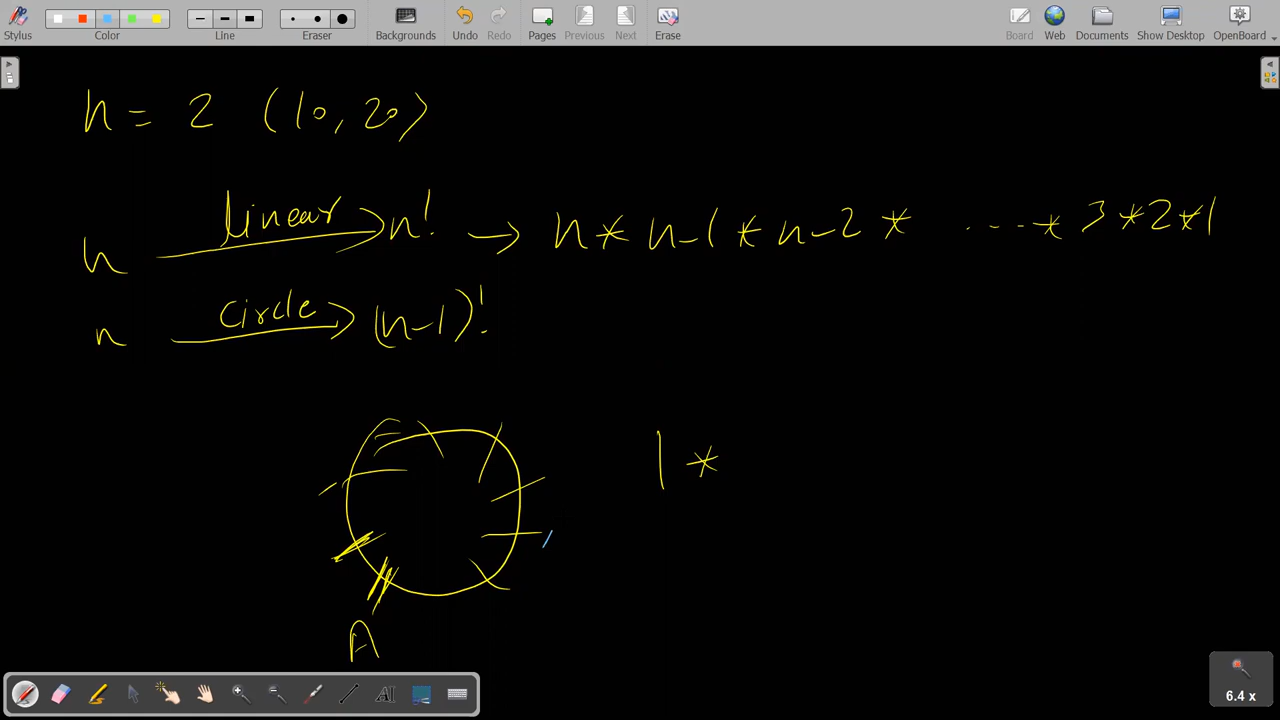 Stylus Color Line Eraser Backgrounds Undo Redo Pages Previous Next Erase Board Web Documents Show Desktop OpenBoard
n = 2 (10, 20)
n linear n! → n * n-1 * n-2 * ... * 3 * 2 * 1
n circle (n-1)!
1 *
A
AI
6.4 x